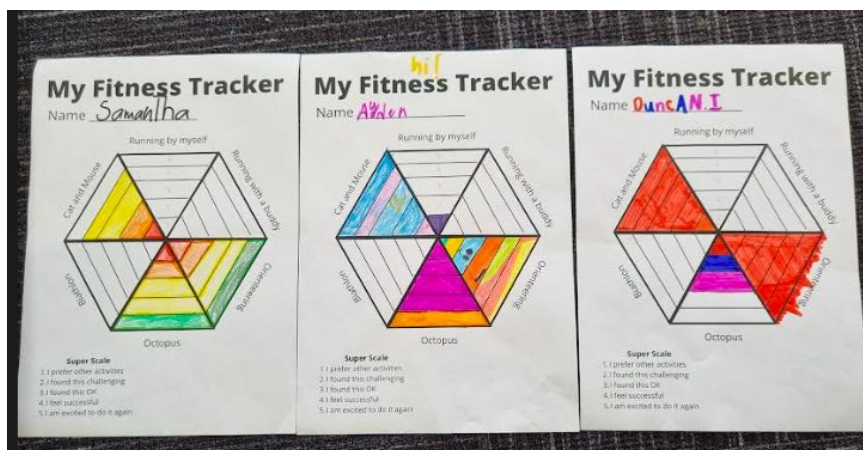 My Fitness Tracker
Name Samantha
Running by myself
Cat and Mouse
Running with a buddy
Biathlon
Orienteering
Octopus
Super Scale
1. I prefer other activities
2. I found this challenging
3. I found this OK
4. I feel successful
5. I am excited to do it again
hi!
My Fitness Tracker
Name Ayden
Running by myself
Cat and Mouse
Running with a buddy
Biathlon
Orienteering
Octopus
Super Scale
1. I prefer other activities
2. I found this challenging
3. I found this OK
4. I feel successful
5. I am excited to do it again
My Fitness Tracker
Name DuncAN.I
Running by myself
Cat and Mouse
Running with a buddy
Biathlon
Orienteering
Octopus
Super Scale
1. I prefer other activities
2. I found this challenging
3. I found this OK
4. I feel successful
5. I am excited to do it again